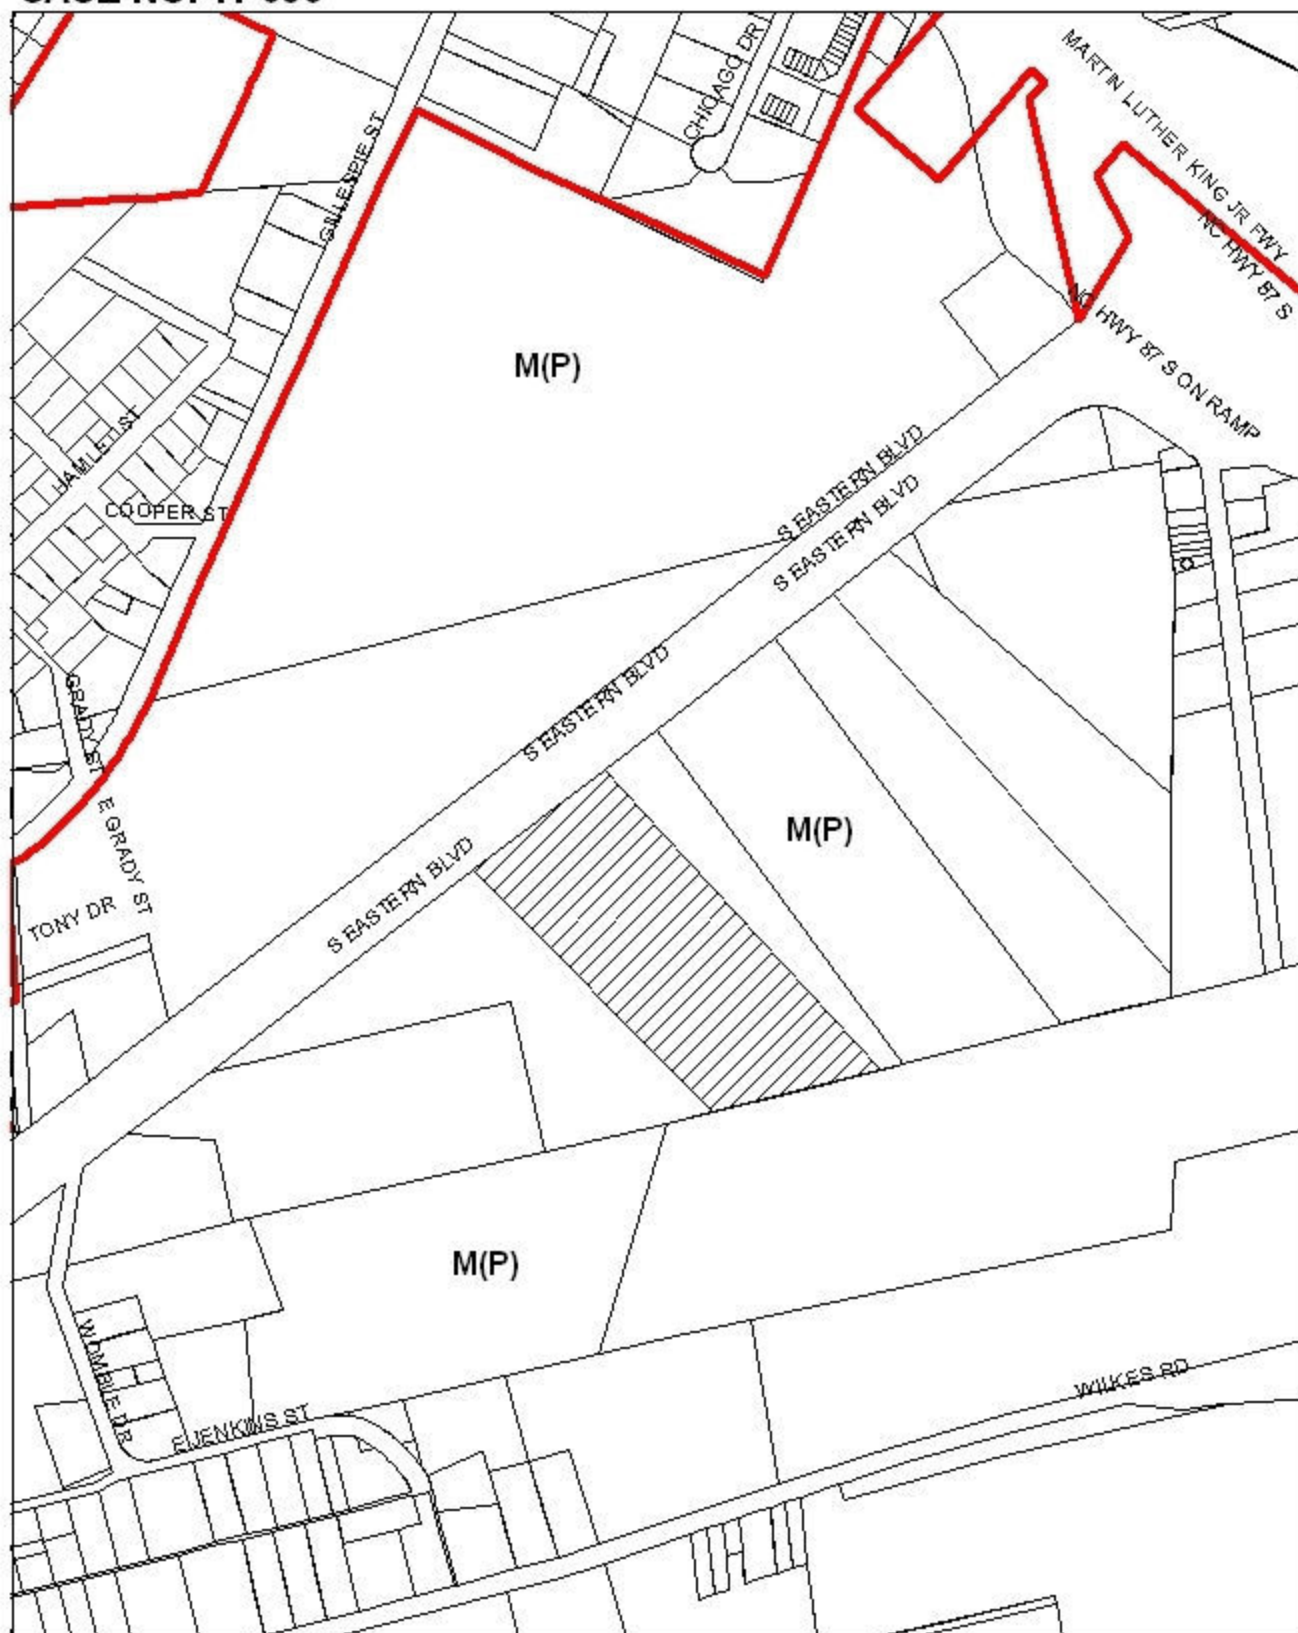 CHICAGO DR
MARTIN LUTHER KING JR FWY
GILLESPIE ST
NC HWY 87 S
NC HWY 87 S ON RAMP
M(P)
HAMLET ST
S EASTERN BLVD
COOPER ST
S EASTERN BLVD
S EASTERN BLVD
GRADY ST
M(P)
E GRADY ST
S EASTERN BLVD
TONY DR
M(P)
WOMBLE DR
WILKES RD
E JENKINS ST